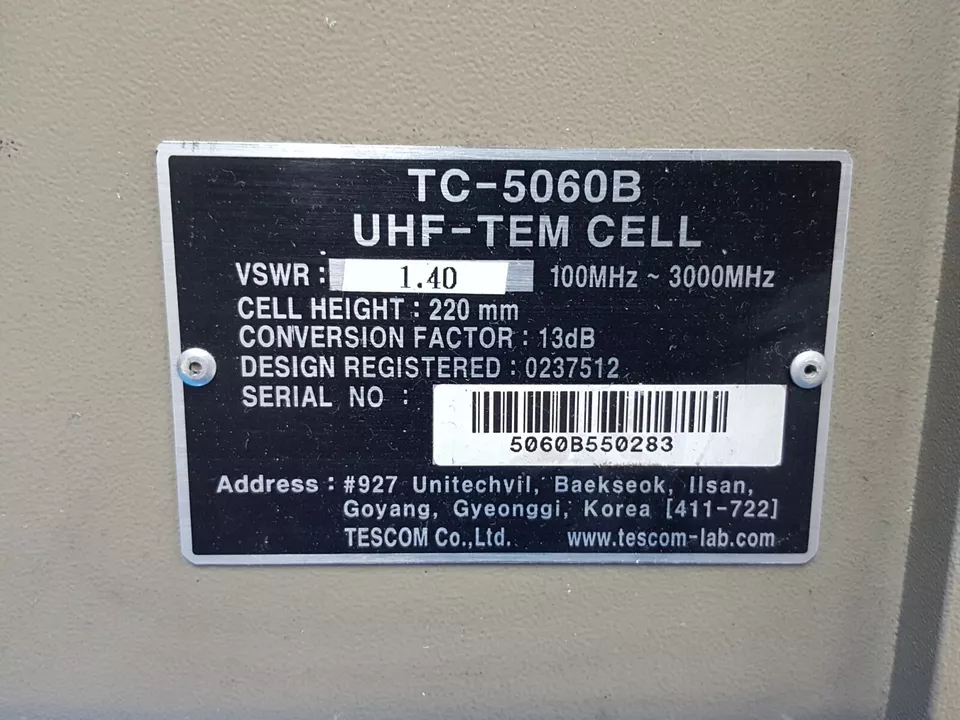 TC-5060B
UHF-TEM CELL
VSWR : 1.40 100MHz ~ 3000MHz
CELL HEIGHT : 220 mm
CONVERSION FACTOR : 13dB
DESIGN REGISTERED : 0237512
SERIAL NO :
5060B550283
Address : #927 Unitechvil, Baekseok, Ilsan,
Goyang, Gyeonggi, Korea [411-722]
TESCOM Co.,Ltd. www.tescom-lab.com